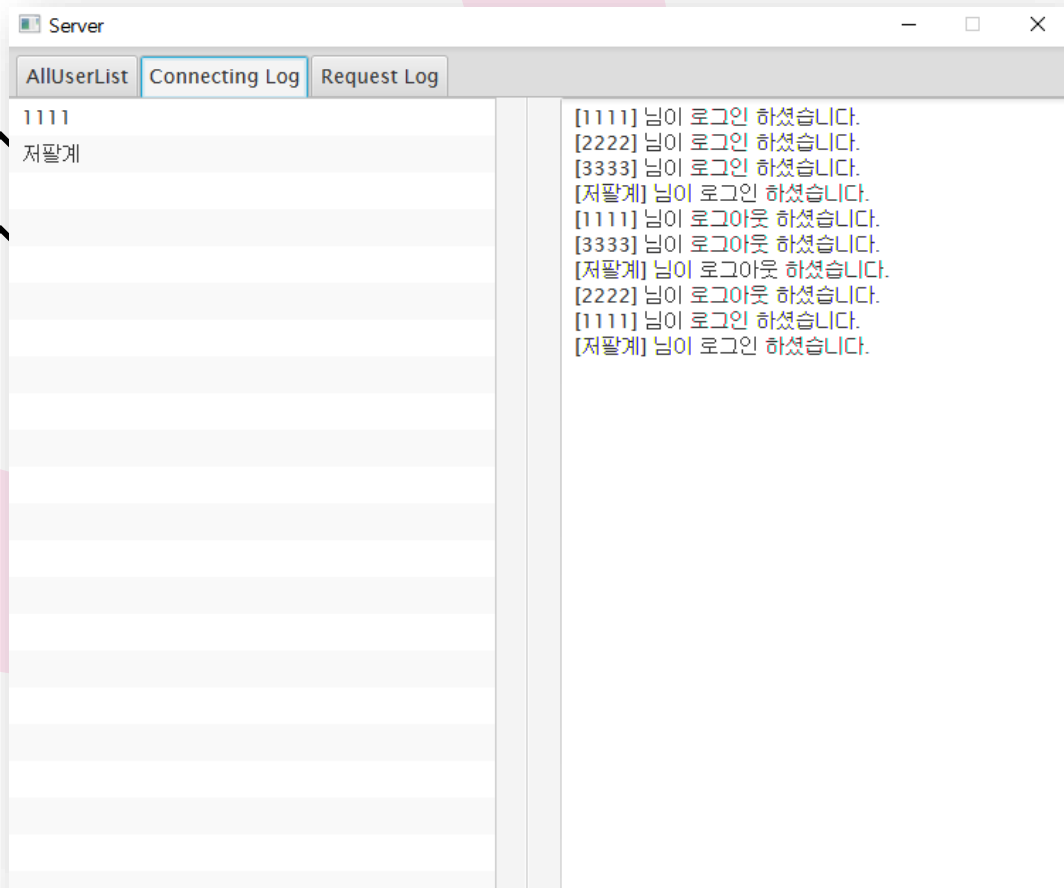 Server
AllUserList Connecting Log Request Log
1111
저팔계
[1111] 님이 로그인 하셨습니다.
[2222] 님이 로그인 하셨습니다.
[3333] 님이 로그인 하셨습니다.
[저팔계] 님이 로그인 하셨습니다.
[1111] 님이 로그아웃 하셨습니다.
[3333] 님이 로그아웃 하셨습니다.
[저팔계] 님이 로그아웃 하셨습니다.
[2222] 님이 로그아웃 하셨습니다.
[1111] 님이 로그인 하셨습니다.
[저팔계] 님이 로그인 하셨습니다.